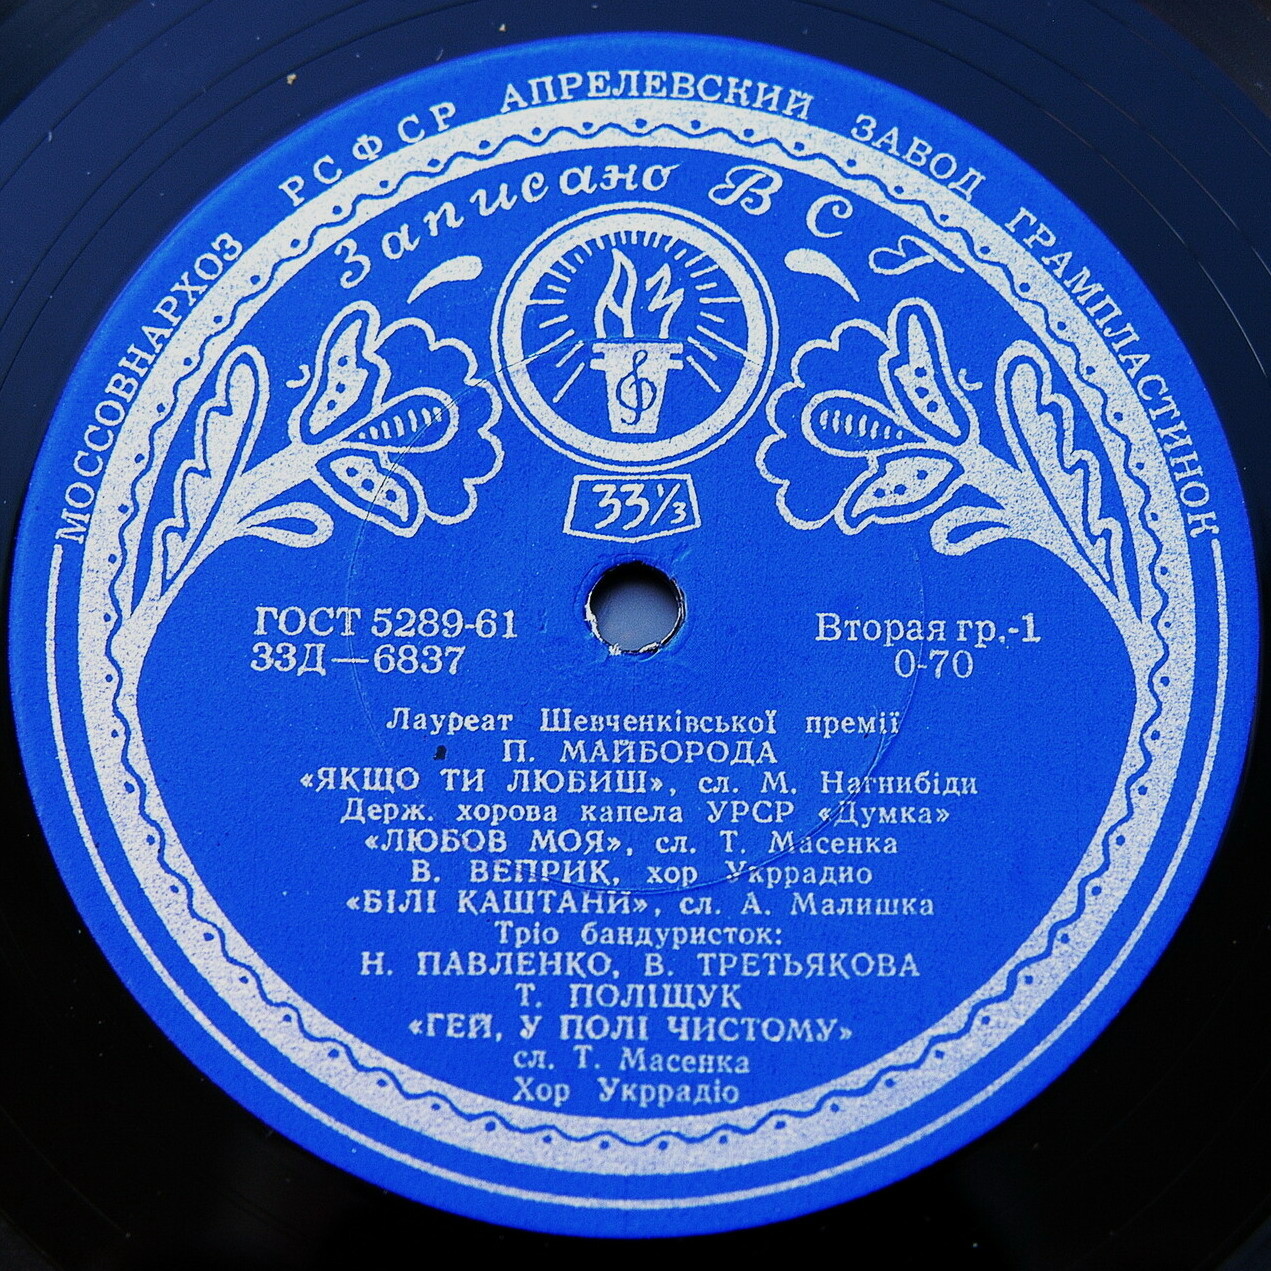 МОССОВНАРХОЗ РСФСР АПРЕЛЕВСКИЙ ЗАВОД ГРАМПЛАСТИНОК
Записано ВСГ
33⅓
ГОСТ 5289-61
33Д—6837
Вторая гр.-1
0-70
Лауреат Шевченківської премії
П. МАЙБОРОДА
«ЯКЩО ТИ ЛЮБИШ», сл. М. Нагнибіди
Держ. хорова капела УРСР «Думка»
«ЛЮБОВ МОЯ», сл. Т. Масенка
В. ВЕПРИК, хор Укррадио
«БІЛІ КАШТАНИ», сл. А. Малишка
Тріо бандуристок:
Н. ПАВЛЕНКО, В. ТРЕТЬЯКОВА
Т. ПОЛІЩУК
«ГЕЙ, У ПОЛІ ЧИСТОМУ»
сл. Т. Масенка
Хор Укррадіо